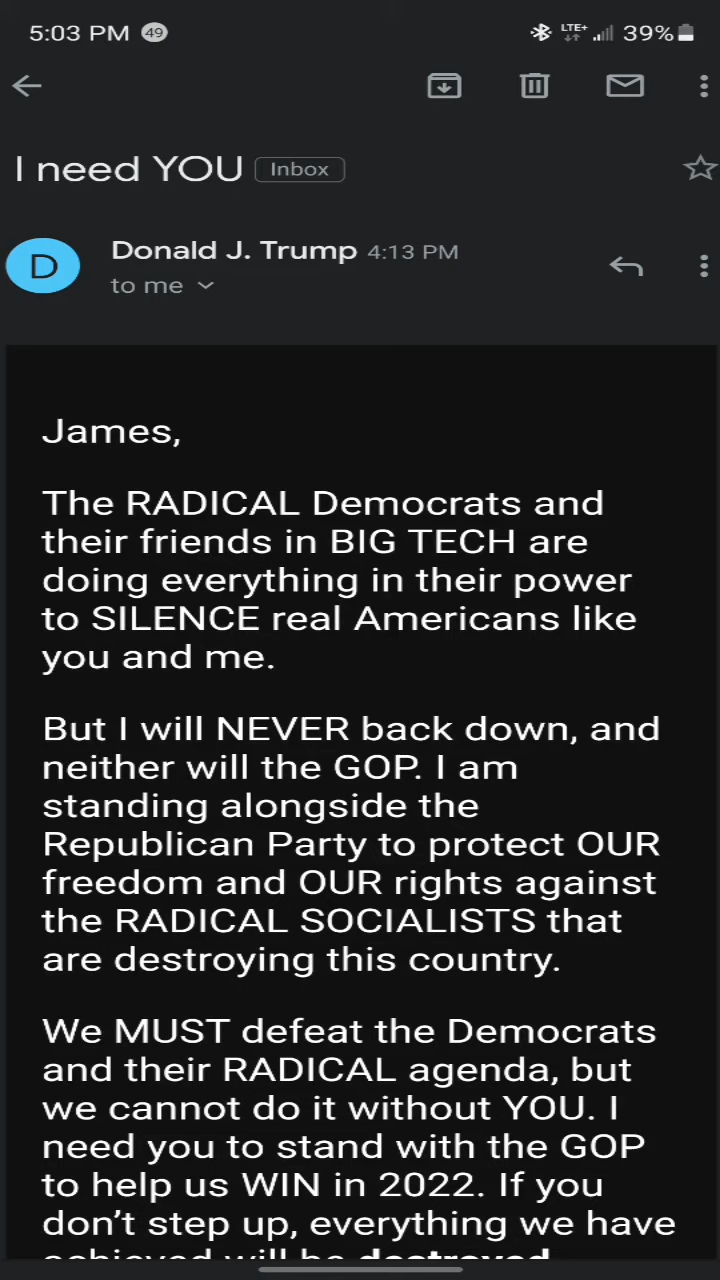 5:03 PM 49 LTE+ 39%
I need YOU Inbox
D
Donald J. Trump 4:13 PM
to me
James,
The RADICAL Democrats and
their friends in BIG TECH are
doing everything in their power
to SILENCE real Americans like
you and me.
But I will NEVER back down, and
neither will the GOP. I am
standing alongside the
Republican Party to protect OUR
freedom and OUR rights against
the RADICAL SOCIALISTS that
are destroying this country.
We MUST defeat the Democrats
and their RADICAL agenda, but
we cannot do it without YOU. I
need you to stand with the GOP
to help us WIN in 2022. If you
don’t step up, everything we have
achieved will be destroyed